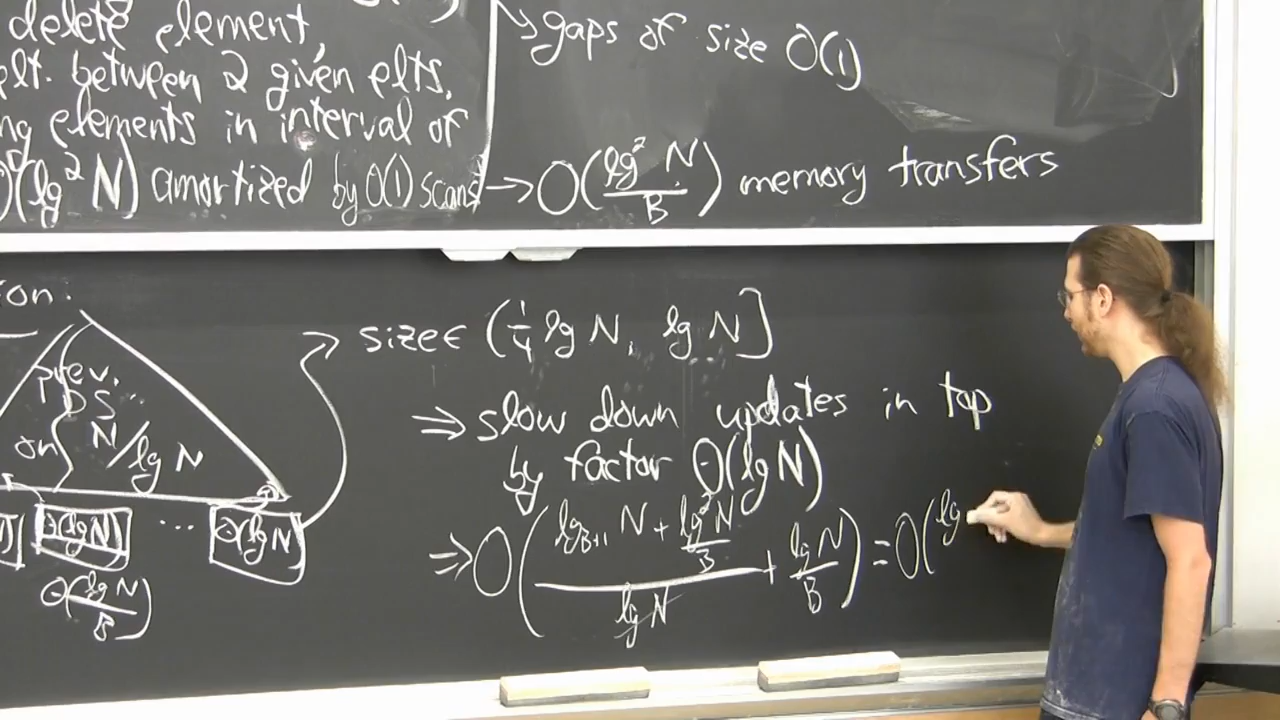 delete element,
elt. between 2 given elts.
ng elements in interval of
O(lg² N) amortized by O(1) scans
↘ gaps of size O(1)
→ O(lg² N / B) memory transfers
on:
prev.
DS
on N/lg N
Θ(lg N) ... Θ(lg N)
O(lg N / B)
size ∈ (1/4 lg N, lg N]
⇒ slow down updates in top
by factor Θ(lg N)
⇒ O((lg_{B+1} N + lg² N / B) / lg N + lg N / B) = O(lg